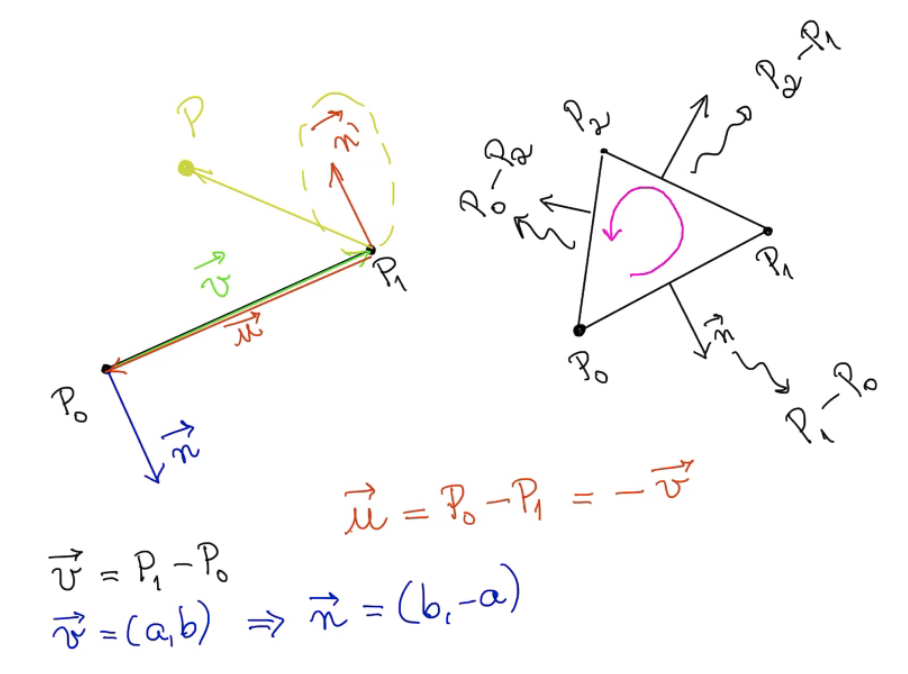 P
n⃗
P₁
v⃗
u⃗
P₀
n⃗
P₂
P₂-P₁
P₀-P₂
P₁
n⃗
P₀
P₁-P₀
u⃗ = P₀-P₁ = -v⃗
v⃗ = P₁-P₀
v⃗ = (a,b) ⇒ n⃗ = (b,-a)